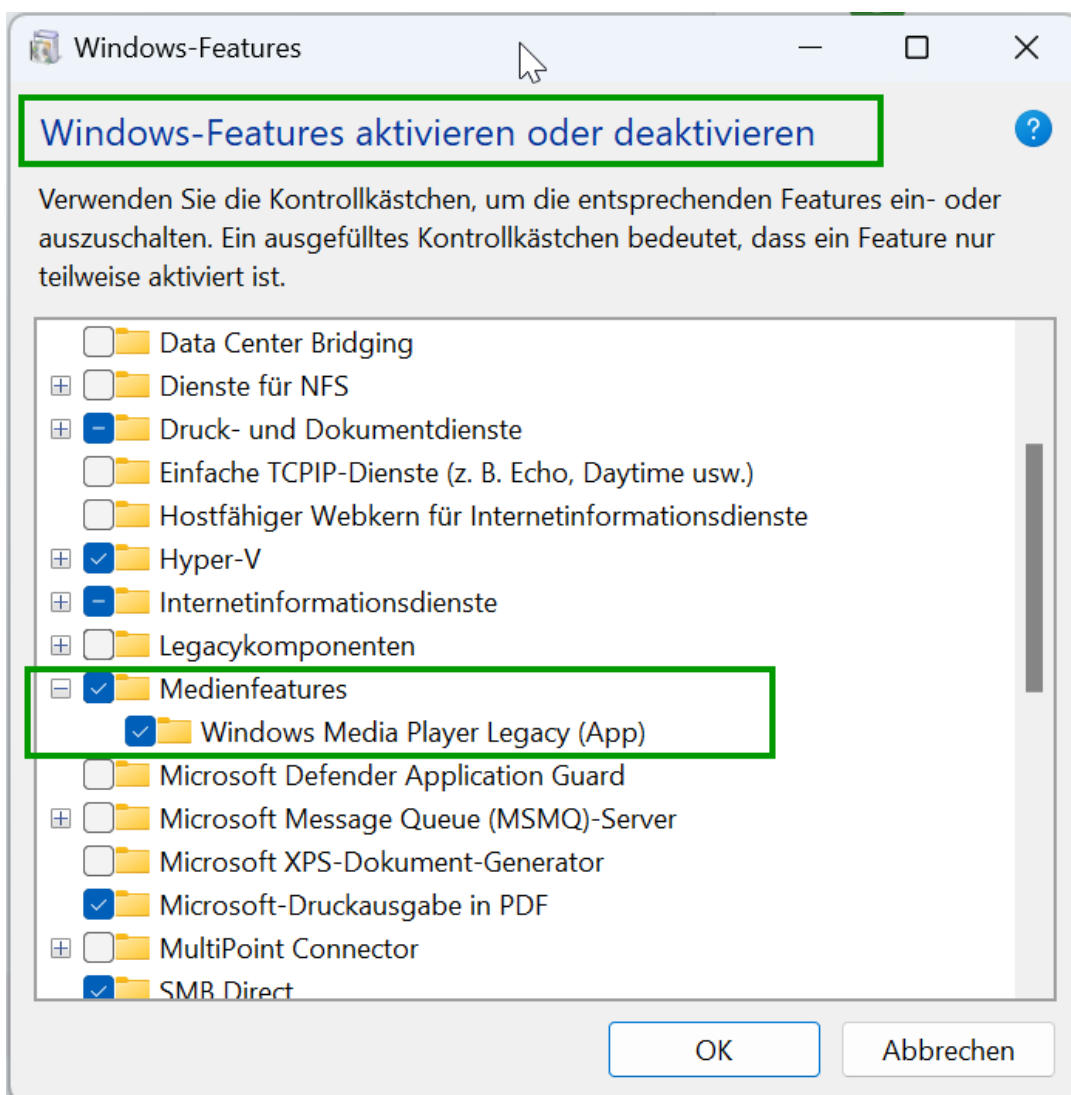 Windows-Features
Windows-Features aktivieren oder deaktivieren
?
Verwenden Sie die Kontrollkästchen, um die entsprechenden Features ein- oder
auszuschalten. Ein ausgefülltes Kontrollkästchen bedeutet, dass ein Feature nur
teilweise aktiviert ist.
Data Center Bridging
Dienste für NFS
Druck- und Dokumentdienste
Einfache TCPIP-Dienste (z. B. Echo, Daytime usw.)
Hostfähiger Webkern für Internetinformationsdienste
Hyper-V
Internetinformationsdienste
Legacykomponenten
Medienfeatures
Windows Media Player Legacy (App)
Microsoft Defender Application Guard
Microsoft Message Queue (MSMQ)-Server
Microsoft XPS-Dokument-Generator
Microsoft-Druckausgabe in PDF
MultiPoint Connector
SMB Direct
OK
Abbrechen